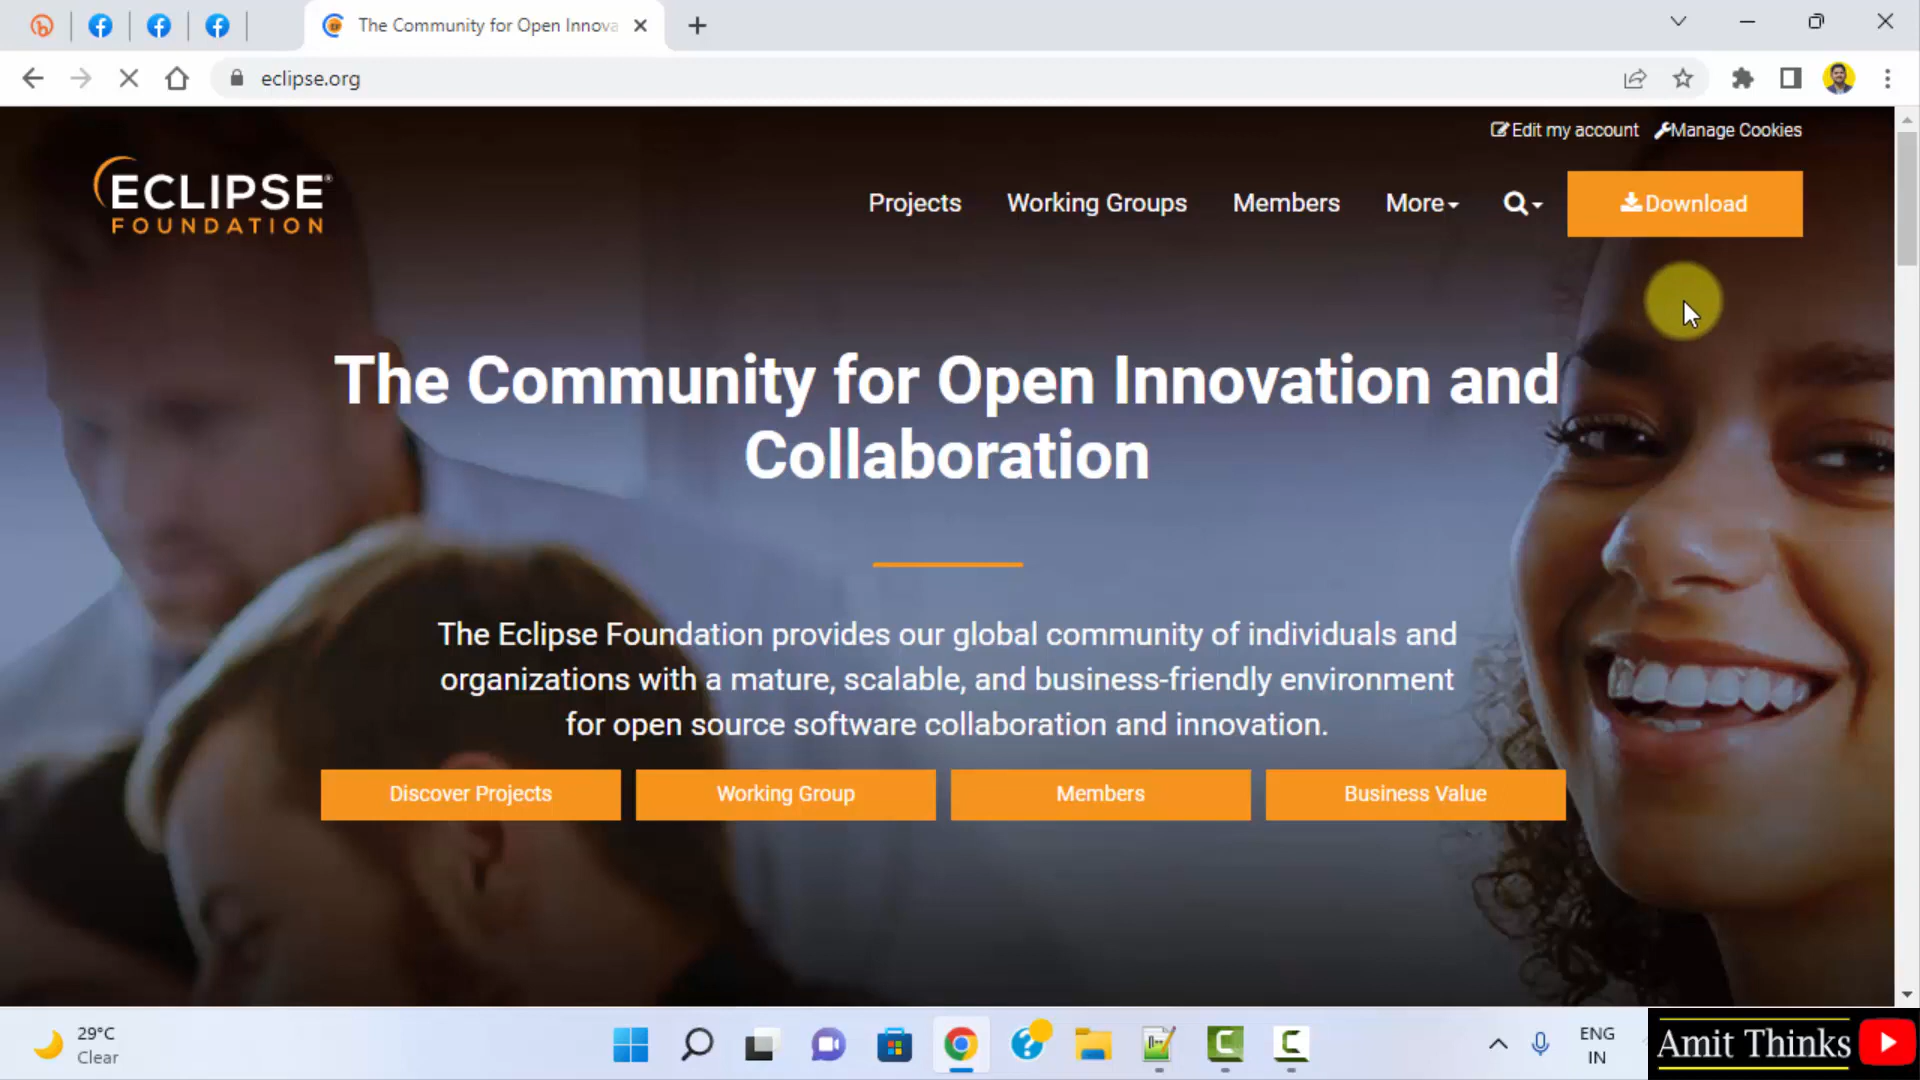 The Community for Open Innova
eclipse.org
Edit my account Manage Cookies
ECLIPSE®
FOUNDATION
Projects Working Groups Members More Download
The Community for Open Innovation and
Collaboration
The Eclipse Foundation provides our global community of individuals and
organizations with a mature, scalable, and business-friendly environment
for open source software collaboration and innovation.
Discover Projects Working Group Members Business Value
29°C
Clear
ENG
IN
Amit Thinks